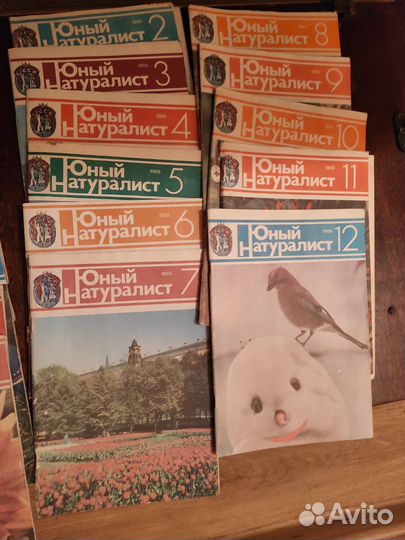 Юный
Натуралист 2
Юный
Натуралист 3
Юный
Натуралист 4
Юный
Натуралист 5
Юный
Натуралист 6
Юный
Натуралист 7
Юный
Натуралист 8
Юный
Натуралист 9
Юный
Натуралист 10
Юный
Натуралист 11
Юный
Натуралист 12
Avito